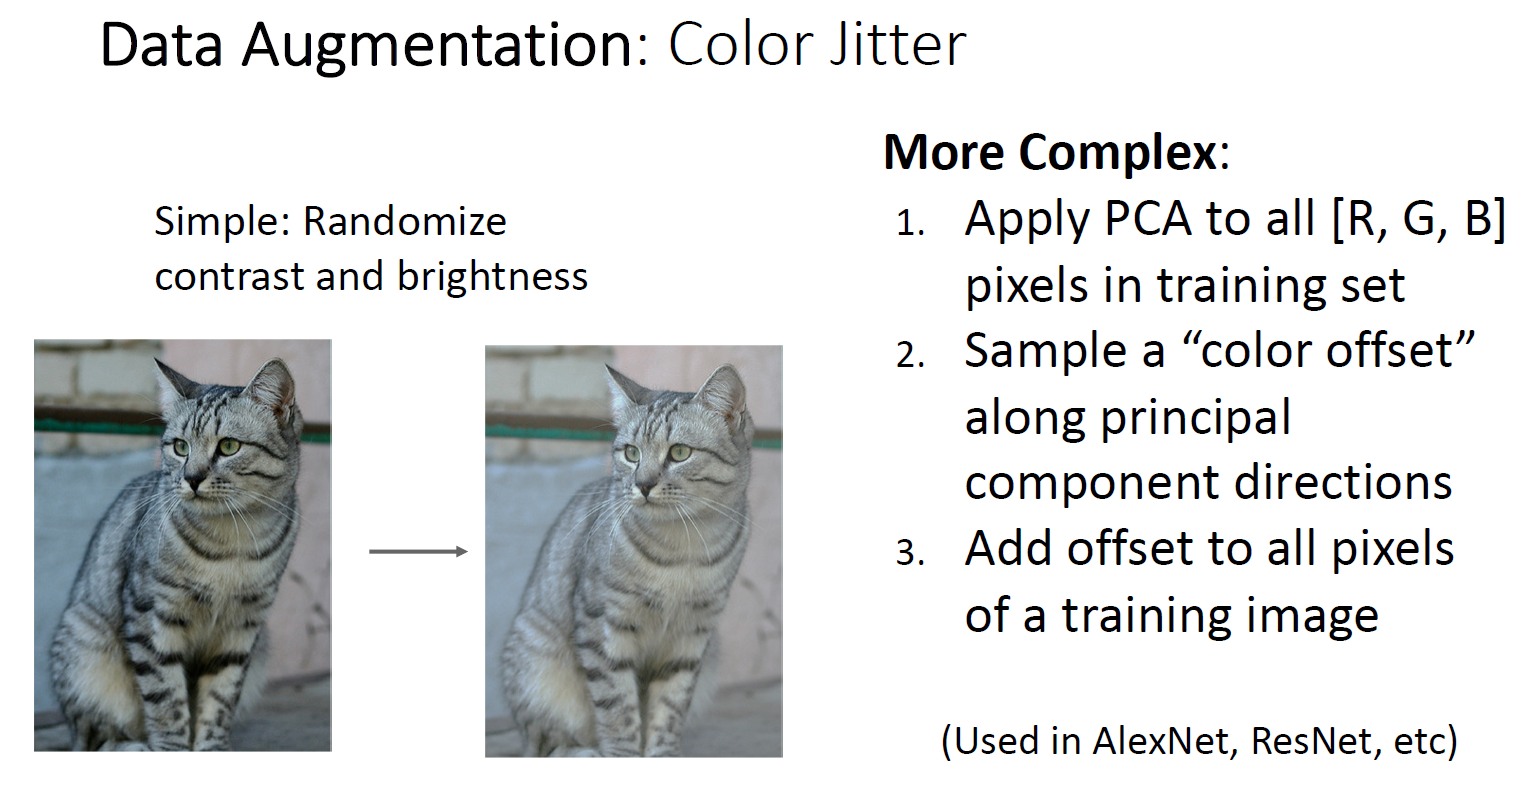 Data Augmentation: Color Jitter
Simple: Randomize
contrast and brightness
More Complex:
1. Apply PCA to all [R, G, B]
pixels in training set
2. Sample a “color offset”
along principal
component directions
3. Add offset to all pixels
of a training image
(Used in AlexNet, ResNet, etc)